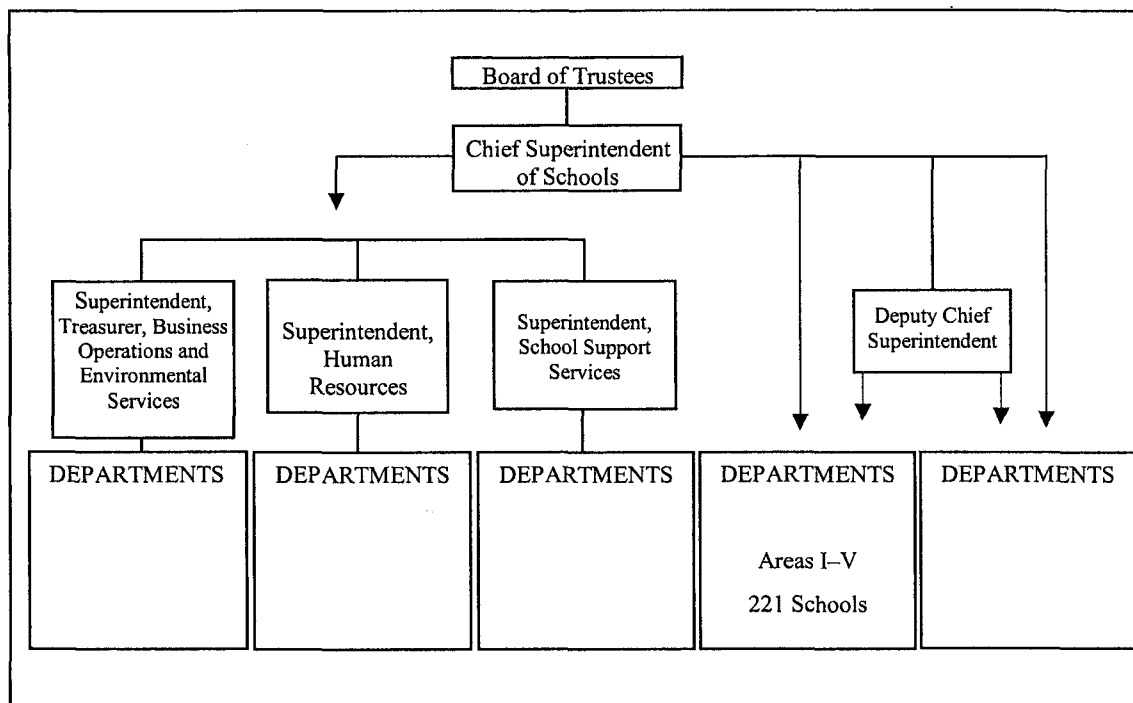 Board of Trustees
Chief Superintendent
of Schools
Superintendent,
Treasurer, Business
Operations and
Environmental
Services
Superintendent,
Human
Resources
Superintendent,
School Support
Services
Deputy Chief
Superintendent
DEPARTMENTS
DEPARTMENTS
DEPARTMENTS
DEPARTMENTS
Areas I–V
221 Schools
DEPARTMENTS